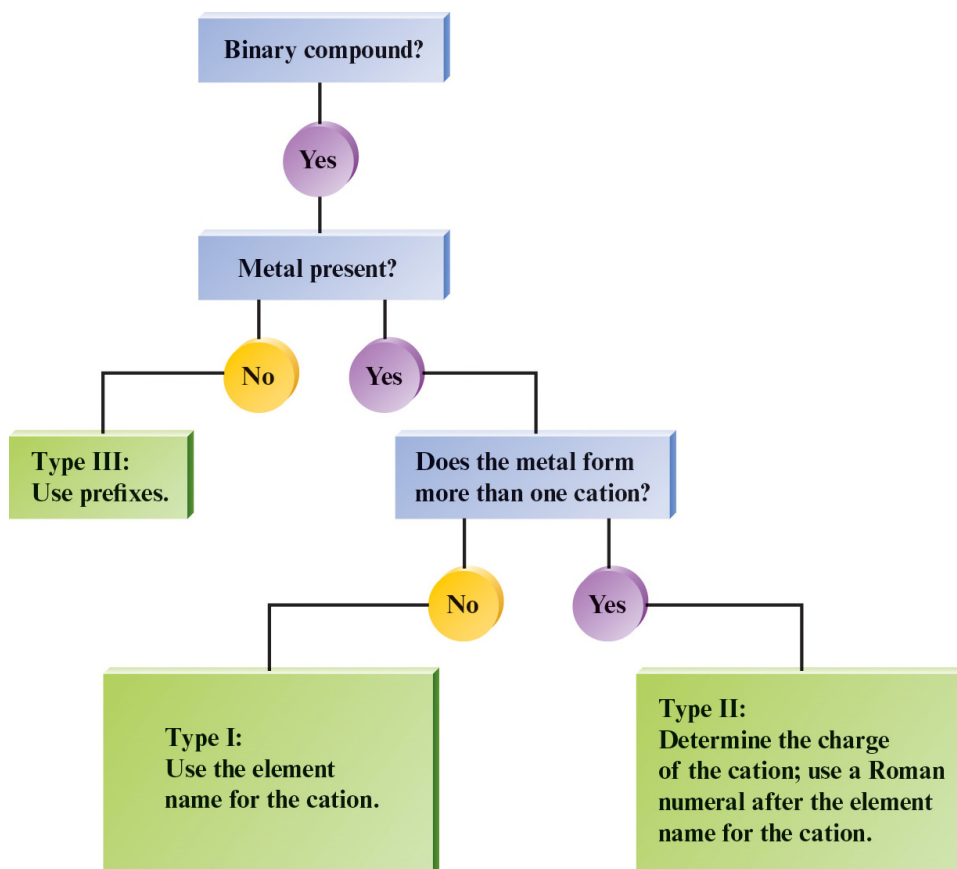 Binary compound?
Yes
Metal present?
No
Yes
Type III:
Use prefixes.
Does the metal form
more than one cation?
No
Yes
Type I:
Use the element
name for the cation.
Type II:
Determine the charge
of the cation; use a Roman
numeral after the element
name for the cation.